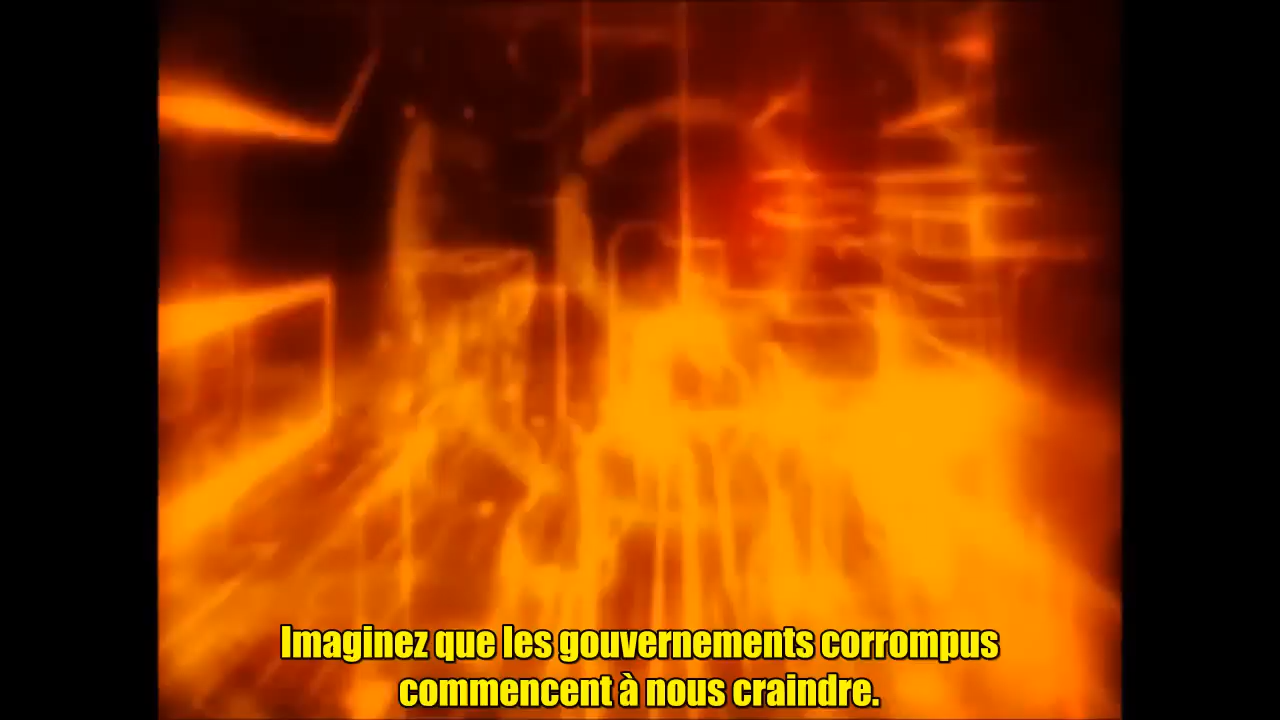 Imaginez que les gouvernements corrompus
commencent à nous craindre.